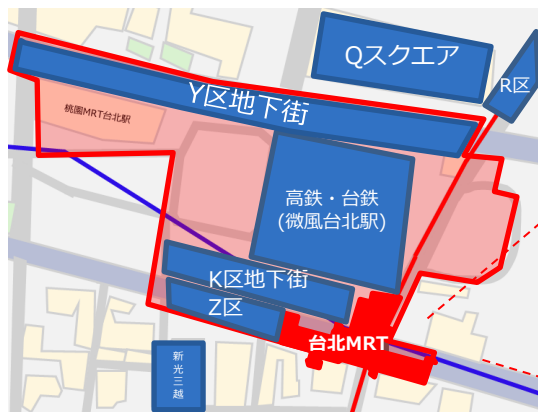 Qスクエア
R区
Y区地下街
桃園MRT台北駅
高鉄・台鉄
(微風台北駅)
K区地下街
Z区
台北MRT
新光三越